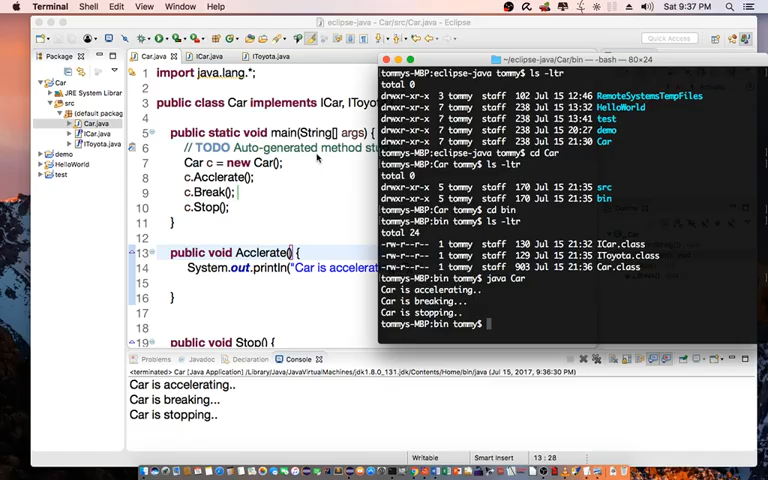 Terminal Shell Edit View Window Help Sat 9:37 PM
eclipse-java - Car/src/Car.java - Eclipse
Quick Access
Package
Car
JRE System Library
src
(default packag
Car.java
ICar.java
IToyota.java
demo
HelloWorld
test
Car.java ICar.java IToyota.java
1 import java.lang.*;
2
3 public class Car implements ICar, IToyo
4
5 public static void main(String[] args) {
6 // TODO Auto-generated method stu
7 Car c = new Car();
8 c.Acclerate();
9 c.Break();
10 c.Stop();
11 }
12
13 public void Acclerate() {
14 System.out.println("Car is accelerat
15
16 }
17
18
19 public void Stop() {
~/eclipse-java/Car/bin — -bash — 80×24
tommys-MBP:eclipse-java tommy$ ls -ltr
total 0
drwxr-xr-x 3 tommy staff 102 Jul 15 12:46 RemoteSystemsTempFiles
drwxr-xr-x 7 tommy staff 238 Jul 15 13:32 HelloWorld
drwxr-xr-x 7 tommy staff 238 Jul 15 13:41 test
drwxr-xr-x 7 tommy staff 238 Jul 15 20:27 demo
drwxr-xr-x 7 tommy staff 238 Jul 15 21:30 Car
tommys-MBP:eclipse-java tommy$ cd Car
tommys-MBP:Car tommy$ ls -ltr
total 0
drwxr-xr-x 5 tommy staff 170 Jul 15 21:35 src
drwxr-xr-x 5 tommy staff 170 Jul 15 21:35 bin
tommys-MBP:Car tommy$ cd bin
tommys-MBP:bin tommy$ ls -ltr
total 24
-rw-r--r-- 1 tommy staff 130 Jul 15 21:32 ICar.class
-rw-r--r-- 1 tommy staff 129 Jul 15 21:35 IToyota.class
-rw-r--r-- 1 tommy staff 903 Jul 15 21:36 Car.class
tommys-MBP:bin tommy$ java Car
Car is accelerating..
Car is breaking...
Car is stopping..
tommys-MBP:bin tommy$
Problems Javadoc Declaration Console
<terminated> Car [Java Application] /Library/Java/JavaVirtualMachines/jdk1.8.0_131.jdk/Contents/Home/bin/java (Jul 15, 2017, 9:36:30 PM)
Car is accelerating..
Car is breaking...
Car is stopping..
Writable Smart Insert 13 : 28